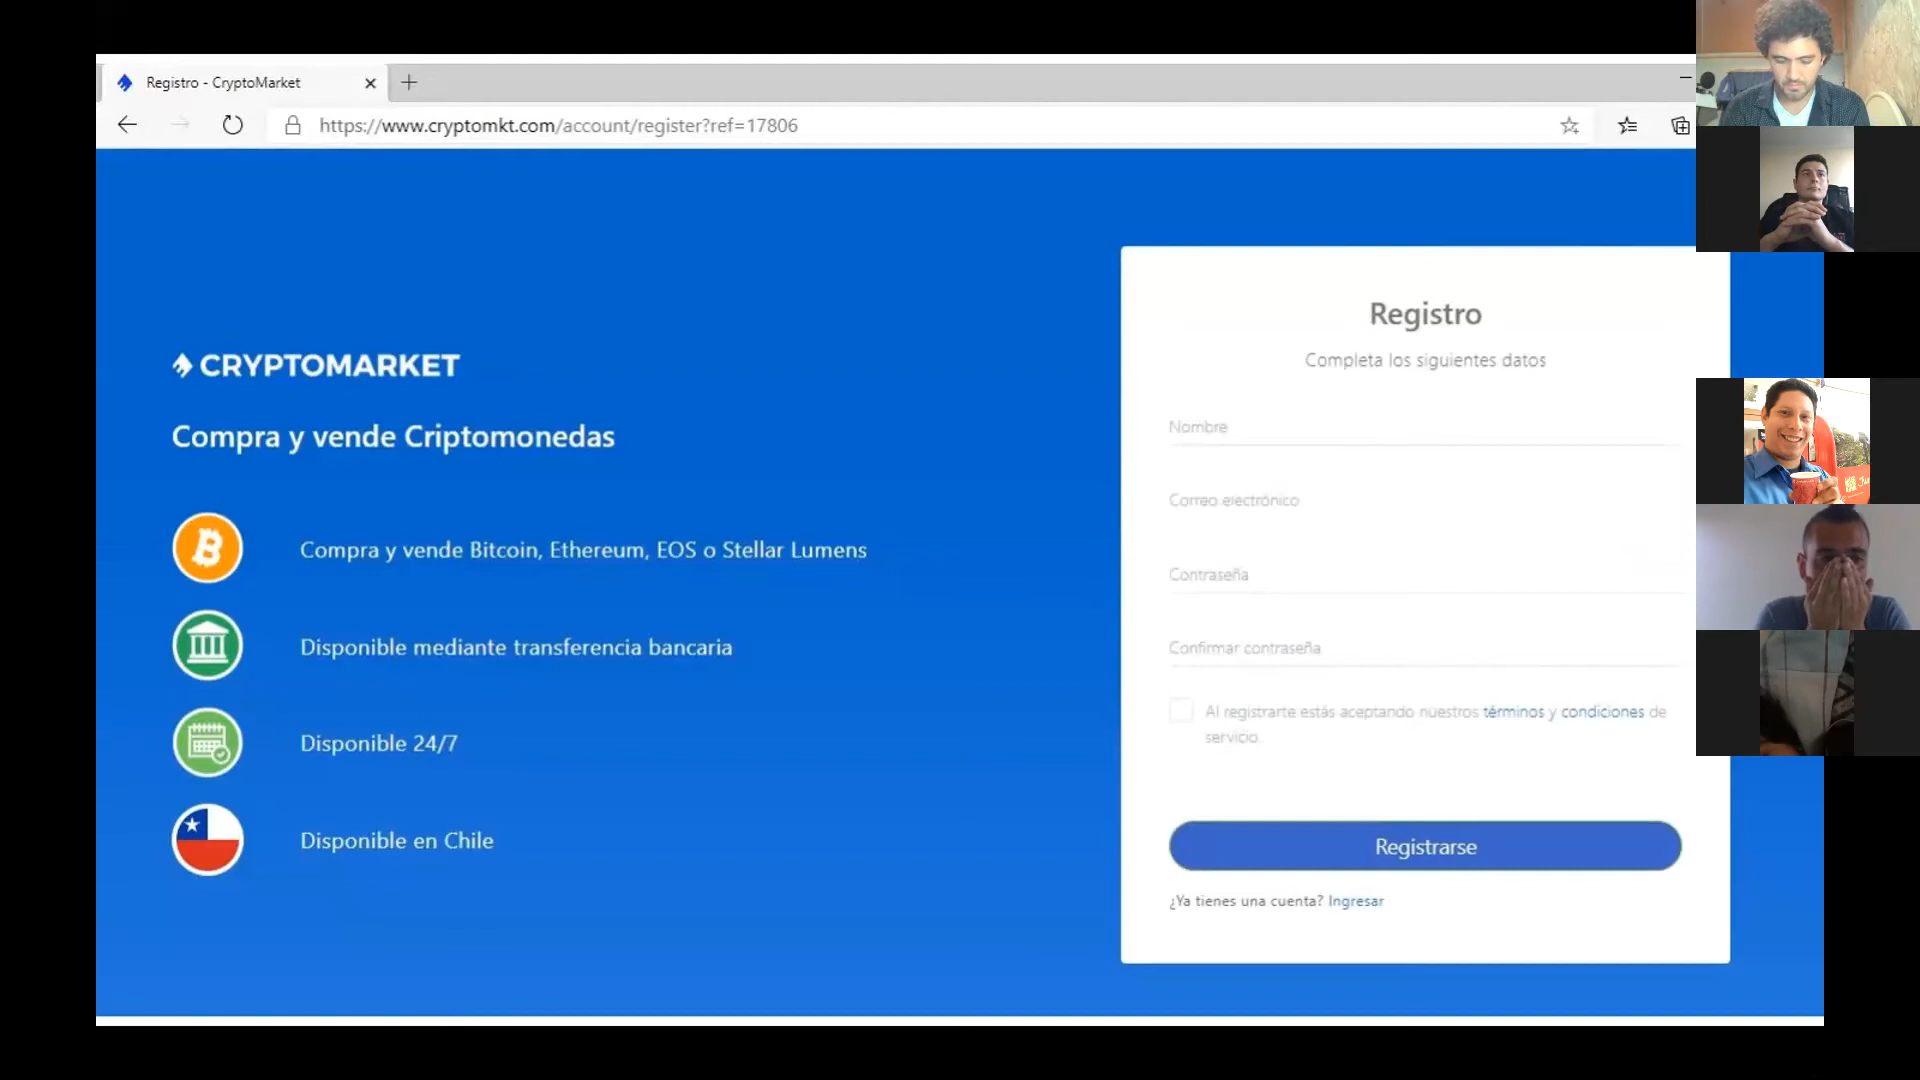 Registro - CryptoMarket
https://www.cryptomkt.com/account/register?ref=17806
CRYPTOMARKET
Compra y vende Criptomonedas
Compra y vende Bitcoin, Ethereum, EOS o Stellar Lumens
Disponible mediante transferencia bancaria
Disponible 24/7
Disponible en Chile
Registro
Completa los siguientes datos
Nombre
Correo electrónico
Contraseña
Confirmar contraseña
Al registrarte estás aceptando nuestros términos y condiciones de
servicio.
Registrarse
¿Ya tienes una cuenta? Ingresar